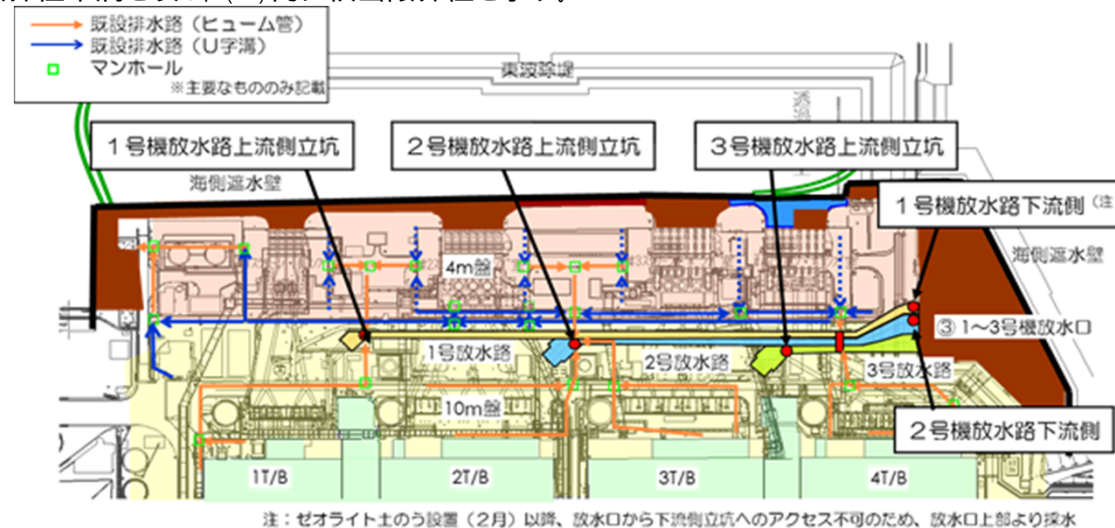 既設排水路（ヒューム管）
既設排水路（U字溝）
マンホール
※主要なもののみ記載
東波除堤
1号機放水路上流側立坑
2号機放水路上流側立坑
3号機放水路上流側立坑
海側遮水壁
1号機放水路下流側（注
海側遮水壁
4m盤
③ 1～3号機放水口
1号放水路
2号放水路
3号放水路
10m盤
2号機放水路下流側
1T/B
2T/B
3T/B
4T/B
注：ゼオライト土のう設置（2月）以降、放水口から下流側立坑へのアクセス不可のため、放水口上部より採水